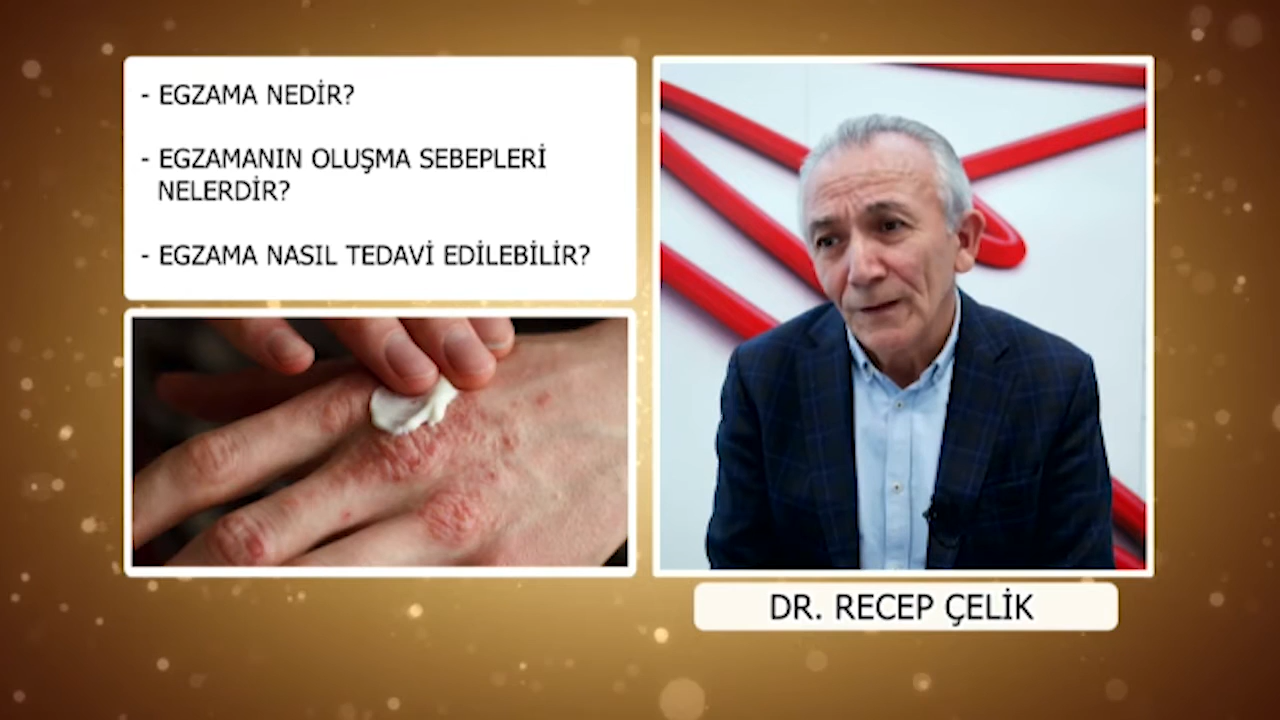 - EGZAMA NEDİR?
- EGZAMANIN OLUŞMA SEBEPLERİ
NELERDİR?
- EGZAMA NASIL TEDAVİ EDİLEBİLİR?
DR. RECEP ÇELİK